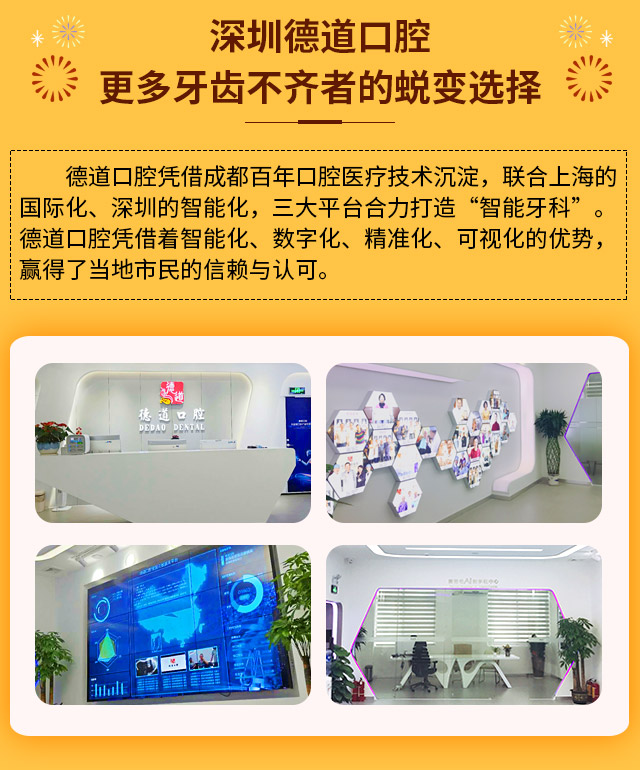 深圳德道口腔
更多牙齿不齐者的蜕变选择
德道口腔凭借成都百年口腔医疗技术沉淀，联合上海的
国际化、深圳的智能化，三大平台合力打造“智能牙科”。
德道口腔凭借着智能化、数字化、精准化、可视化的优势，
赢得了当地市民的信赖与认可。
德道口腔
DEDAO DENTAL